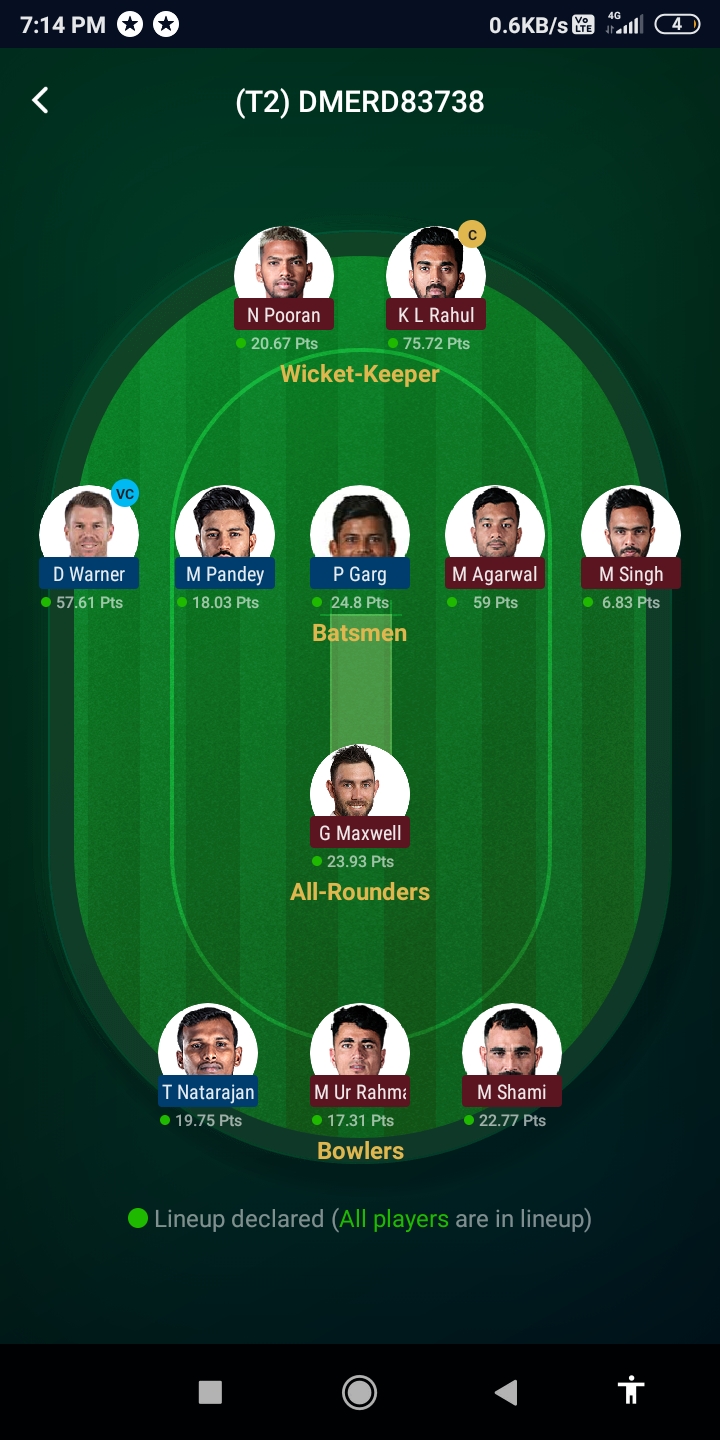 7:14 PM 0.6KB/s Vo LTE 4G 4
(T2) DMERD83738
C
N Pooran K L Rahul
20.67 Pts 75.72 Pts
Wicket-Keeper
VC
D Warner M Pandey P Garg M Agarwal M Singh
57.61 Pts 18.03 Pts 24.8 Pts 59 Pts 6.83 Pts
Batsmen
G Maxwell
23.93 Pts
All-Rounders
T Natarajan M Ur Rahma M Shami
19.75 Pts 17.31 Pts 22.77 Pts
Bowlers
Lineup declared (All players are in lineup)